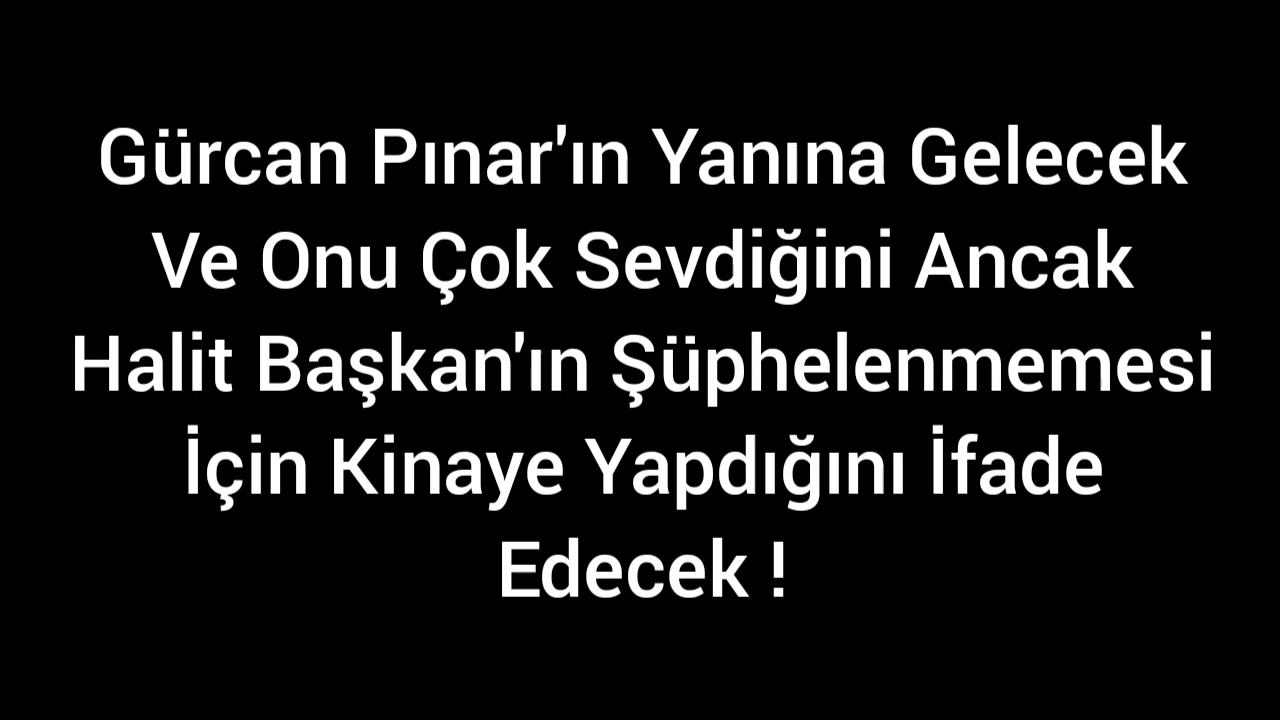 Gürcan Pınar'ın Yanına Gelecek
Ve Onu Çok Sevdiğini Ancak
Halit Başkan'ın Şüphelenmemesi
İçin Kinaye Yapdığını İfade
Edecek !